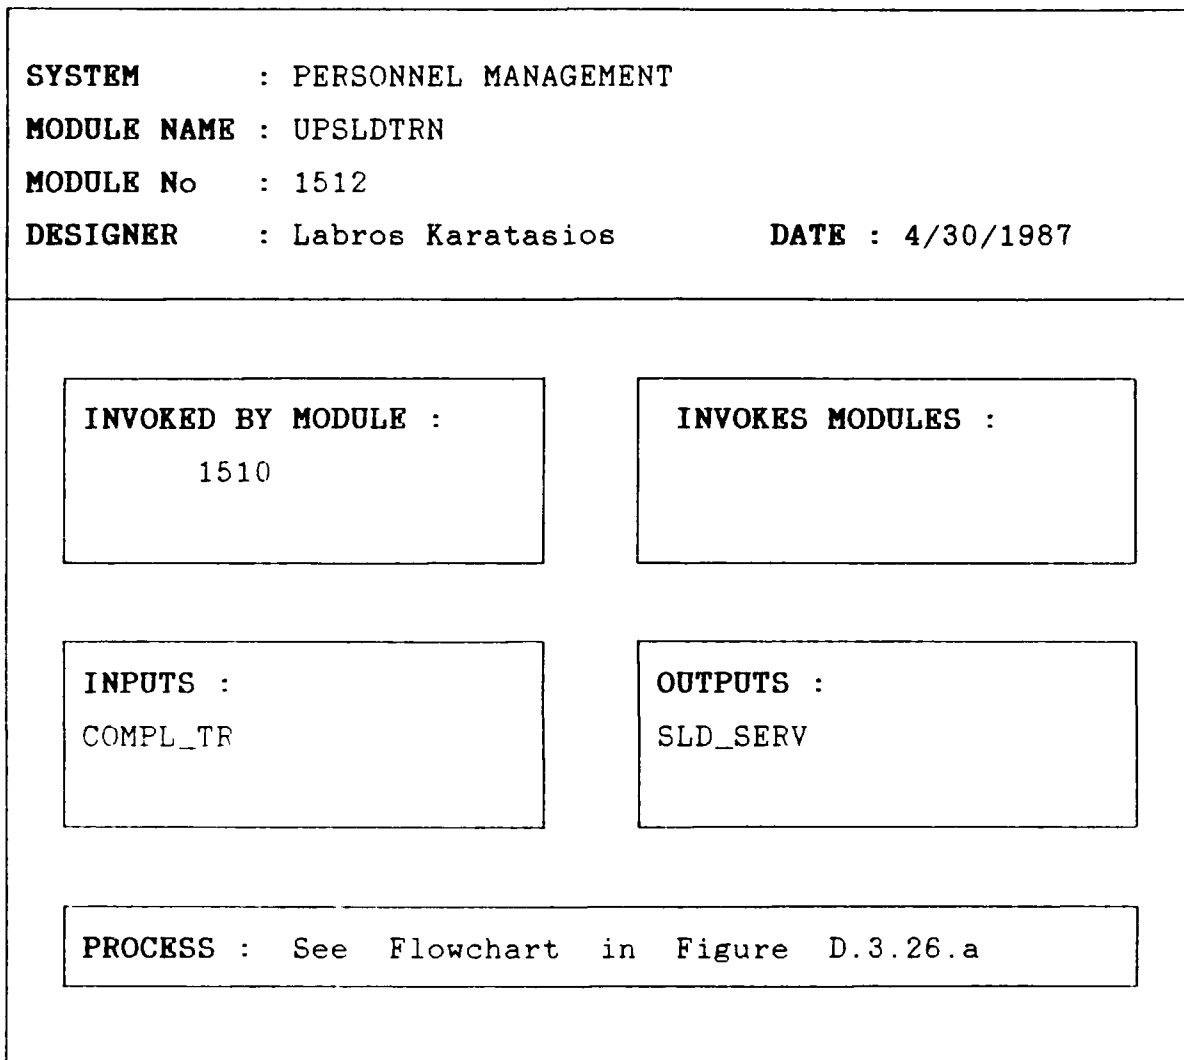 SYSTEM : PERSONNEL MANAGEMENT
MODULE NAME : UPSLDTRN
MODULE No : 1512
DESIGNER : Labros Karatasios DATE : 4/30/1987
INVOKED BY MODULE :
1510
INVOKES MODULES :
INPUTS :
COMPL_TR
OUTPUTS :
SLD_SERV
PROCESS : See Flowchart in Figure D.3.26.a